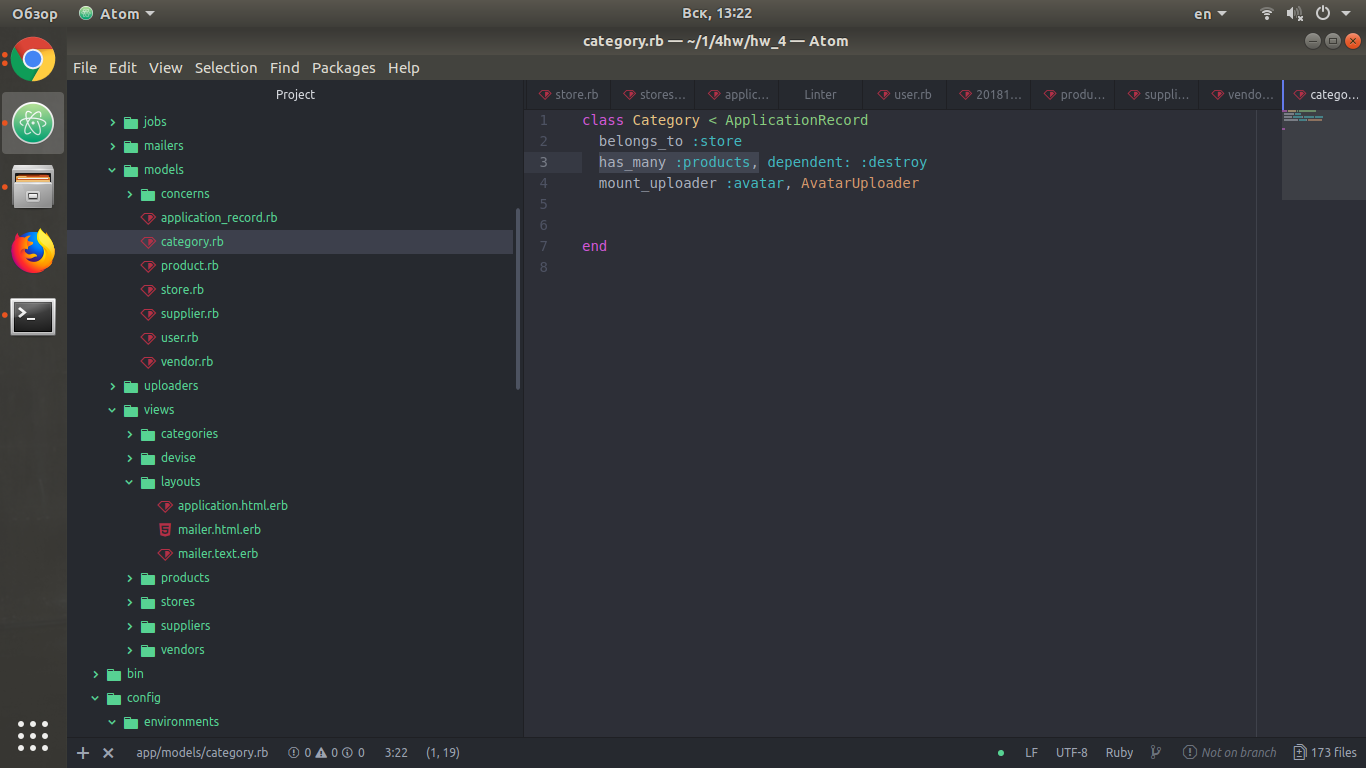 Обзор Atom Вск, 13:22 en
category.rb — ~/1/4hw/hw_4 — Atom
File Edit View Selection Find Packages Help
Project
store.rb stores... applic... Linter user.rb 20181... produ... suppli... vendo... catego...
jobs
mailers
models
concerns
application_record.rb
category.rb
product.rb
store.rb
supplier.rb
user.rb
vendor.rb
uploaders
views
categories
devise
layouts
application.html.erb
mailer.html.erb
mailer.text.erb
products
stores
suppliers
vendors
bin
config
environments
1 class Category < ApplicationRecord
2 belongs_to :store
3 has_many :products, dependent: :destroy
4 mount_uploader :avatar, AvatarUploader
5
6
7 end
8
app/models/category.rb 0 0 0 3:22 (1, 19) LF UTF-8 Ruby Not on branch 173 files